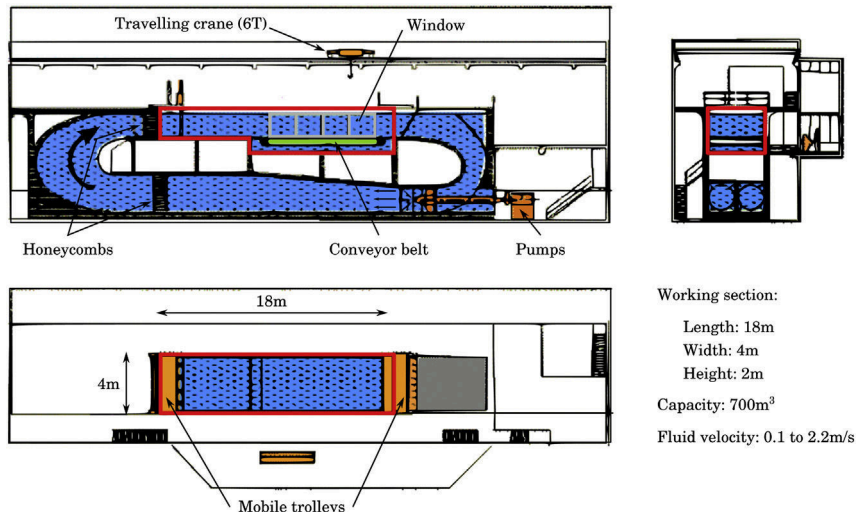 Travelling crane (6T)
Window
Honeycombs
Conveyor belt
Pumps
18m
4m
Mobile trolleys
Working section:
Length: 18m
Width: 4m
Height: 2m
Capacity: 700m³
Fluid velocity: 0.1 to 2.2m/s